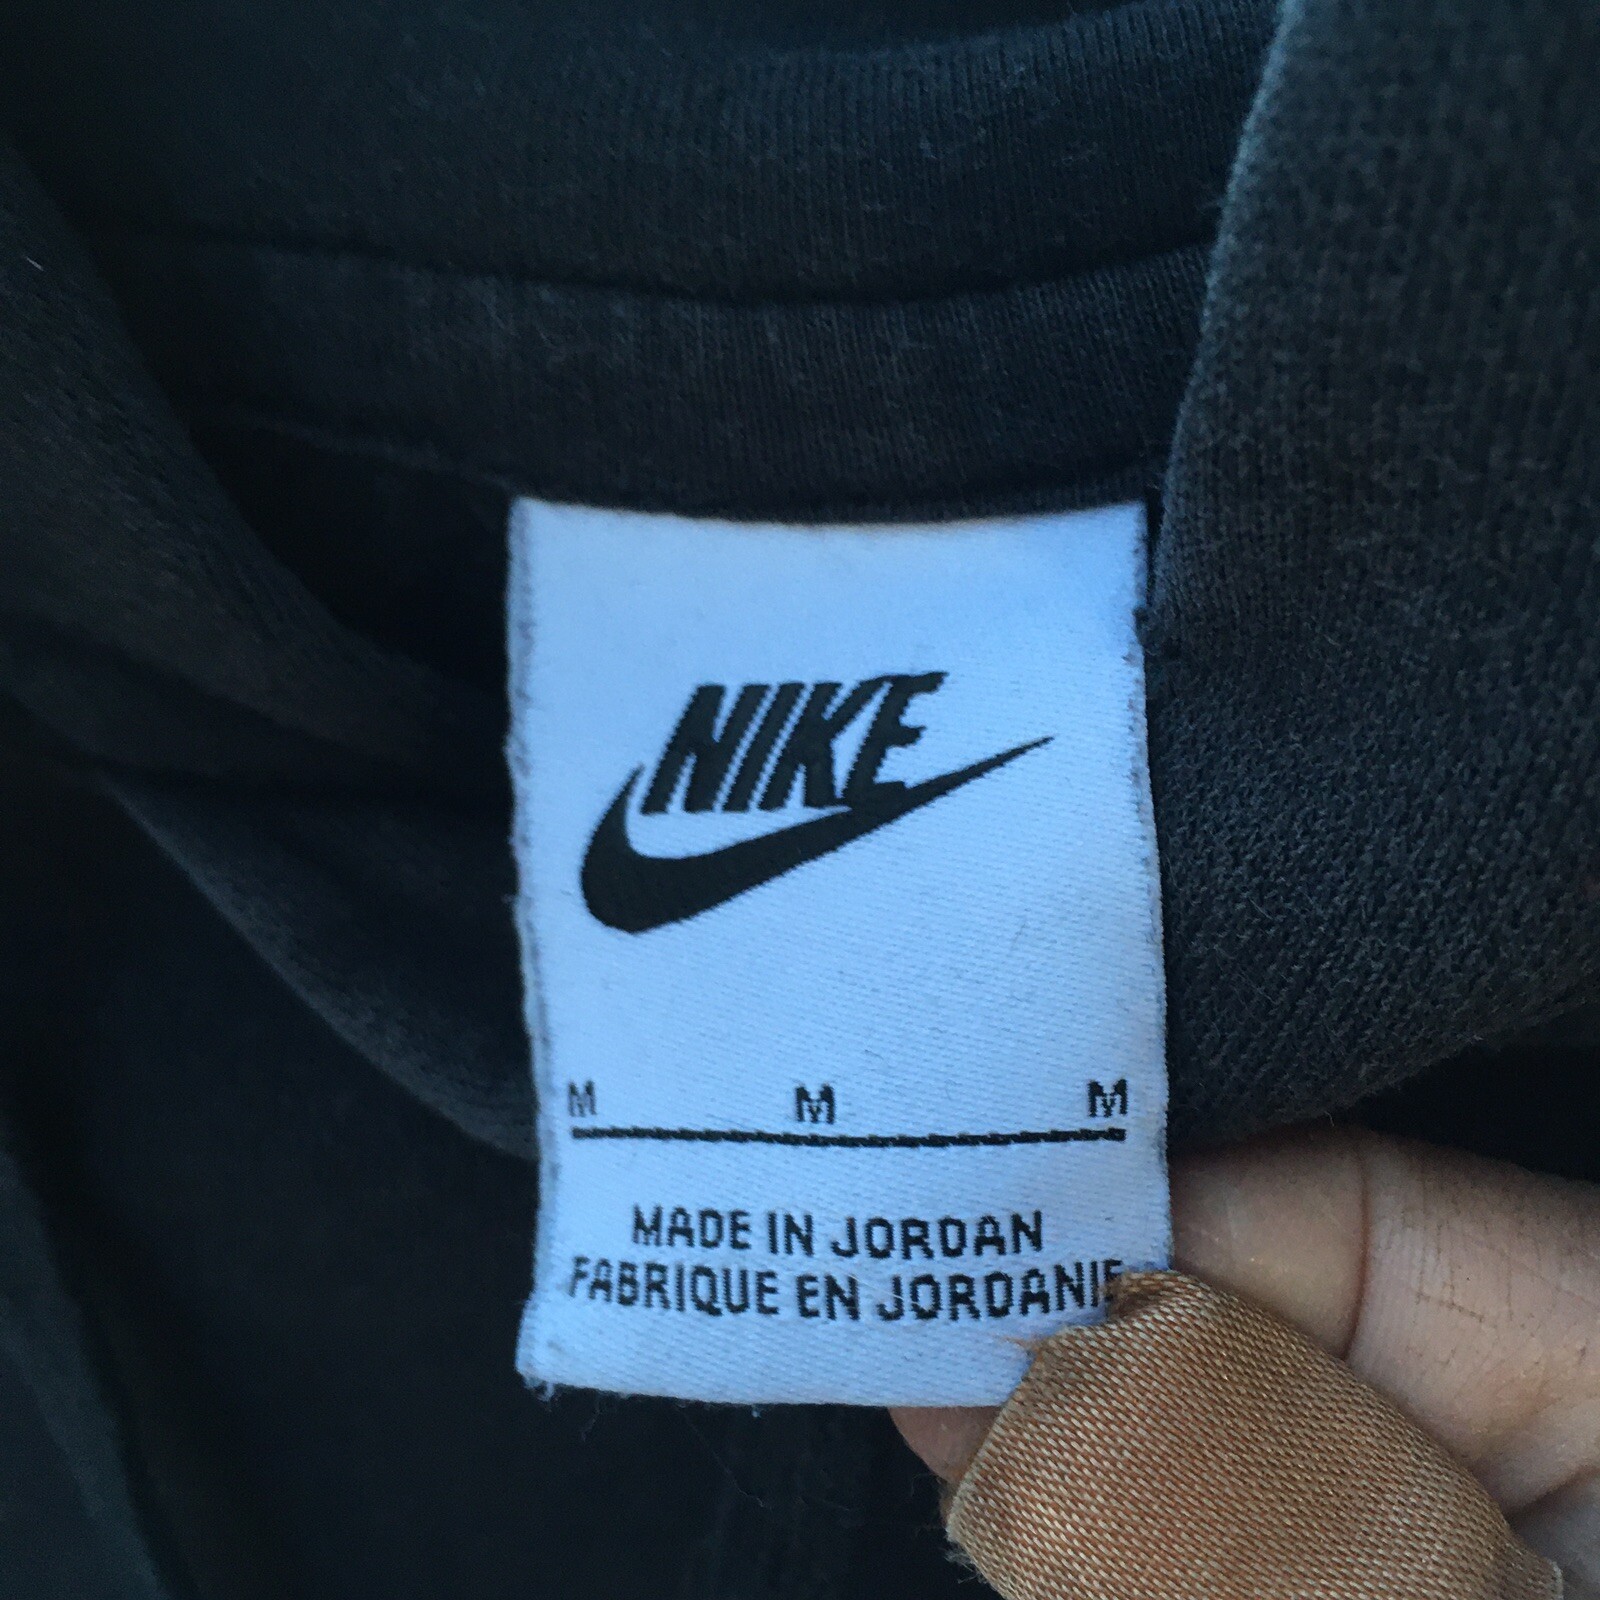 NIKE
M M M
MADE IN JORDAN
FABRIQUE EN JORDANIE